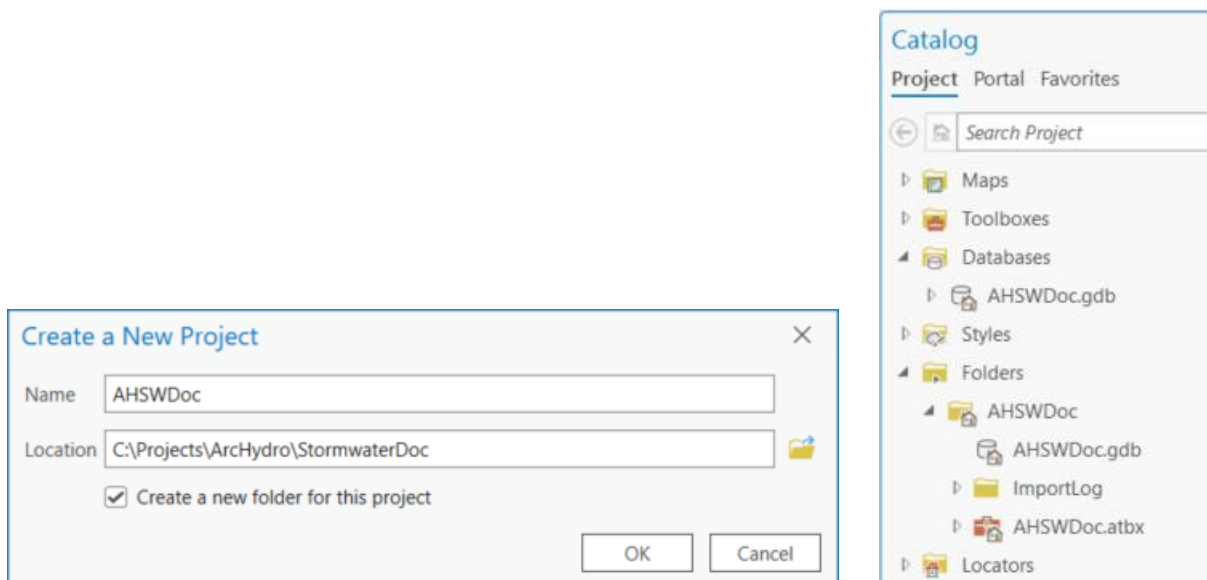 Create a New Project
Name AHSWDoc
Location C:\Projects\ArcHydro\StormwaterDoc
Create a new folder for this project
OK Cancel
Catalog
Project Portal Favorites
Search Project
Maps
Toolboxes
Databases
AHSWDoc.gdb
Styles
Folders
AHSWDoc
AHSWDoc.gdb
ImportLog
AHSWDoc.atbx
Locators